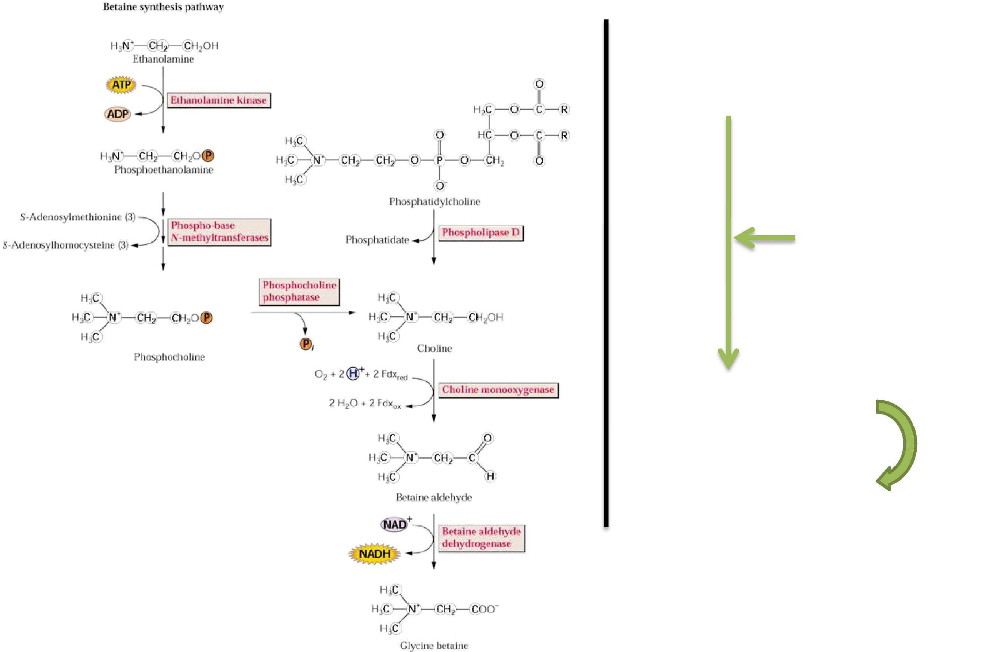 Betaine synthesis pathway
H₃N⁺—CH₂—CH₂OH
Ethanolamine
ATP
Ethanolamine kinase
ADP
H₃N⁺—CH₂—CH₂O P
Phosphoethanolamine
S-Adenosylmethionine (3)
Phospho-base
N-methyltransferases
S-Adenosylhomocysteine (3)
H₃C
H₃C—N⁺—CH₂—CH₂O P
H₃C
Phosphocholine
Phosphocholine
phosphatase
Pi
O
H₂C—O—C—R
HC—O—C—R'
O
H₃C
O
H₃C—N⁺—CH₂—CH₂—O—P—O—CH₂
H₃C
O⁻
Phosphatidylcholine
Phospholipase D
Phosphatidate
H₃C
H₃C—N⁺—CH₂—CH₂OH
H₃C
Choline
O₂ + 2 H⁺ + 2 Fdxred
Choline monooxygenase
2 H₂O + 2 Fdxox
H₃C
O
H₃C—N⁺—CH₂—C
H₃C
H
Betaine aldehyde
NAD⁺
Betaine aldehyde
dehydrogenase
NADH
H₃C
H₃C—N⁺—CH₂—COO⁻
H₃C
Glycine betaine